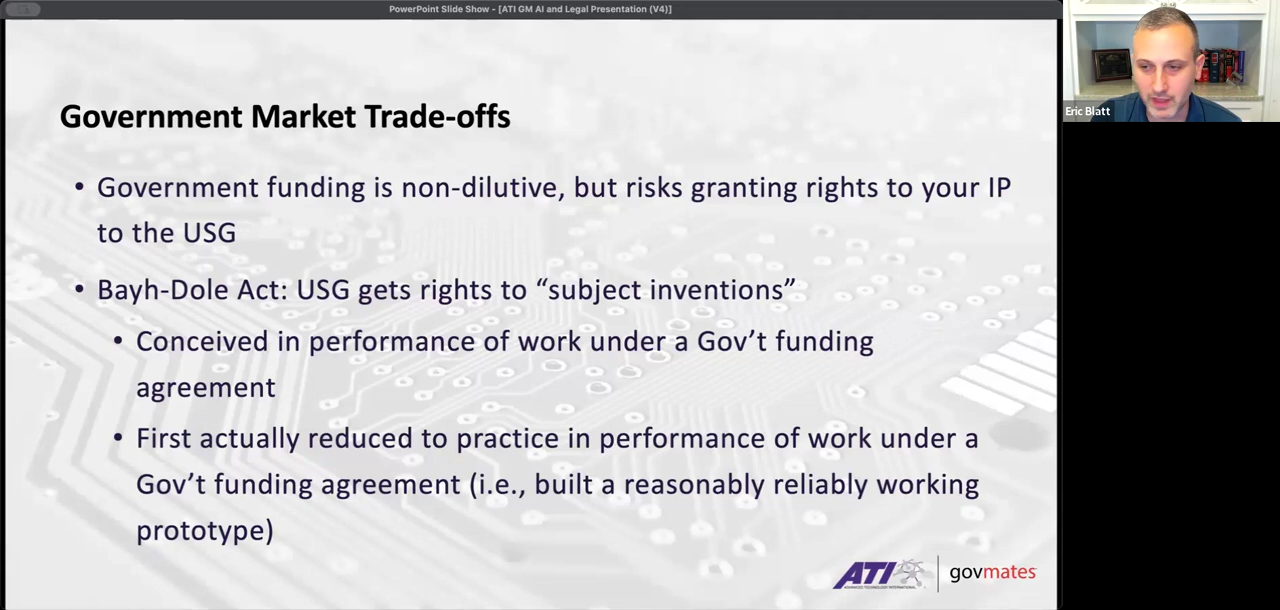 PowerPoint Slide Show - [ATI GM AI and Legal Presentation (V4)]
Government Market Trade-offs
• Government funding is non-dilutive, but risks granting rights to your IP
to the USG
• Bayh-Dole Act: USG gets rights to “subject inventions”
• Conceived in performance of work under a Gov’t funding
agreement
• First actually reduced to practice in performance of work under a
Gov’t funding agreement (i.e., built a reasonably reliably working
prototype)
ATI
ADVANCED TECHNOLOGY INTERNATIONAL
govmates
Eric Blatt